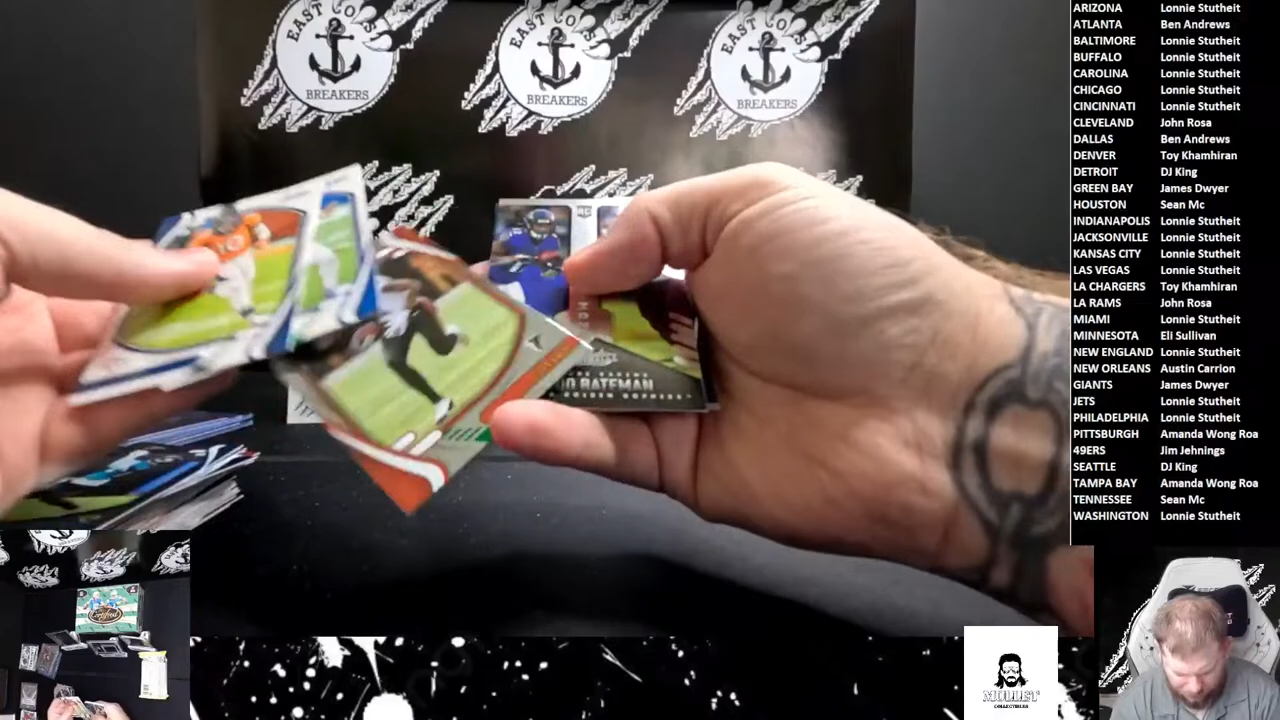 EAST COAST
BREAKERS
EAST COAST
BREAKERS
EAST COAST
BREAKERS
RC
BATEMAN
GOLDEN GOPHERS
Certified
ARIZONA Lonnie Stutheit
ATLANTA Ben Andrews
BALTIMORE Lonnie Stutheit
BUFFALO Lonnie Stutheit
CAROLINA Lonnie Stutheit
CHICAGO Lonnie Stutheit
CINCINNATI Lonnie Stutheit
CLEVELAND John Rosa
DALLAS Ben Andrews
DENVER Toy Khamhiran
DETROIT DJ King
GREEN BAY James Dwyer
HOUSTON Sean Mc
INDIANAPOLIS Lonnie Stutheit
JACKSONVILLE Lonnie Stutheit
KANSAS CITY Lonnie Stutheit
LAS VEGAS Lonnie Stutheit
LA CHARGERS Toy Khamhiran
LA RAMS John Rosa
MIAMI Lonnie Stutheit
MINNESOTA Eli Sullivan
NEW ENGLAND Lonnie Stutheit
NEW ORLEANS Austin Carrion
GIANTS James Dwyer
JETS Lonnie Stutheit
PHILADELPHIA Lonnie Stutheit
PITTSBURGH Amanda Wong Roa
49ERS Jim Jehnings
SEATTLE DJ King
TAMPA BAY Amanda Wong Roa
TENNESSEE Sean Mc
WASHINGTON Lonnie Stutheit
MULLET
COLLECTIBLES